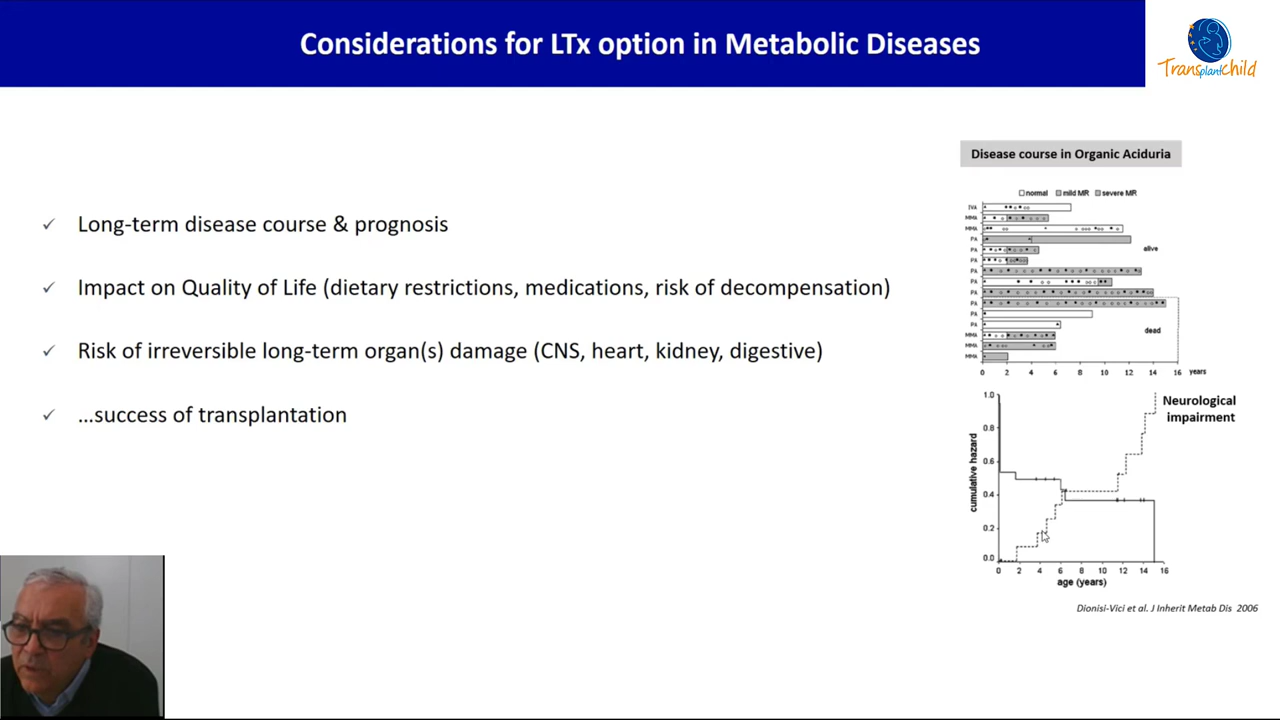 Considerations for LTx option in Metabolic Diseases
TransplantChild
✓ Long-term disease course & prognosis
✓ Impact on Quality of Life (dietary restrictions, medications, risk of decompensation)
✓ Risk of irreversible long-term organ(s) damage (CNS, heart, kidney, digestive)
✓ ...success of transplantation
Disease course in Organic Aciduria
normal mild MR severe MR
IVA
MMA
MMA
PA
PA
PA
PA
PA
PA
PA
PA
PA
MMA
MMA
MMA
alive
dead
0 2 4 6 8 10 12 14 16 years
Neurological
impairment
cumulative hazard
1.0
0.8
0.6
0.4
0.2
0.0
0 2 4 6 8 10 12 14 16
age (years)
Dionisi-Vici et al. J Inherit Metab Dis 2006